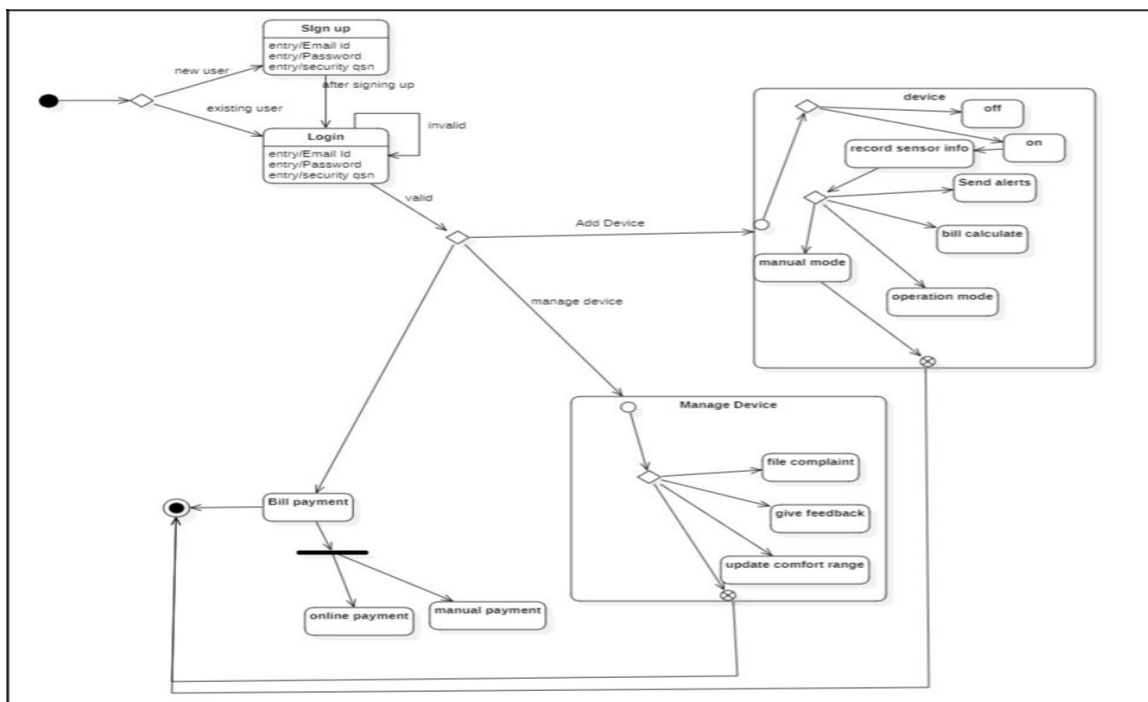 SIgn up
entry/Email id
entry/Password
entry/security qsn
new user
after signing up
existing user
Login
invalid
entry/Email Id
entry/Password
entry/security qsn
valid
device
off
on
record sensor info
Send alerts
Add Device
bill calculate
manual mode
operation mode
manage device
Manage Device
file complaint
give feedback
update comfort range
Bill payment
online payment
manual payment